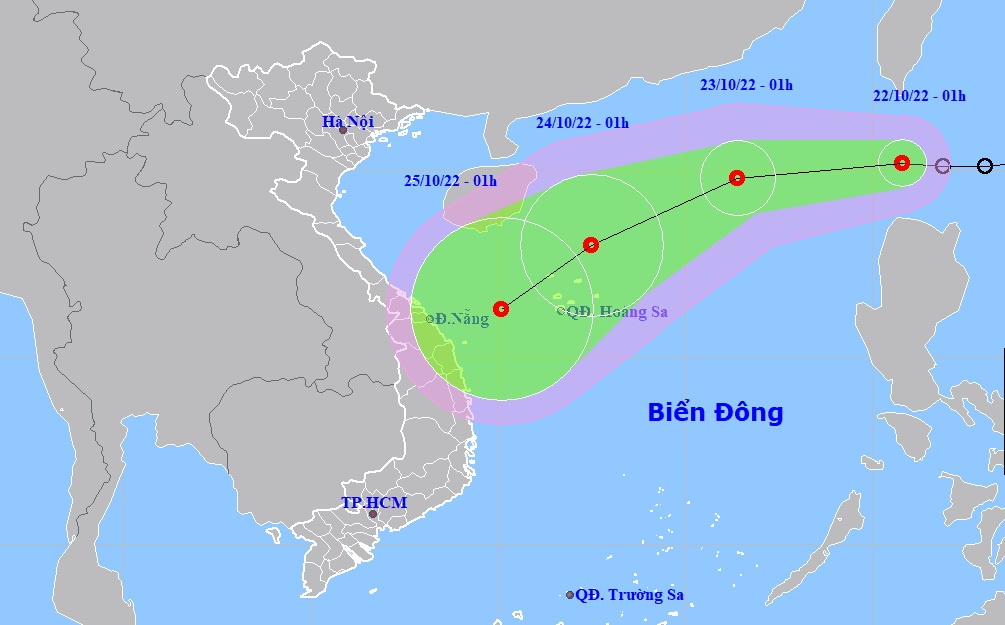 23/10/22 - 01h
22/10/22 - 01h
24/10/22 - 01h
Hà Nội
25/10/22 - 01h
QĐ. Hoàng Sa
Đ.Nẵng
Biển Đông
TP.HCM
QĐ. Trường Sa